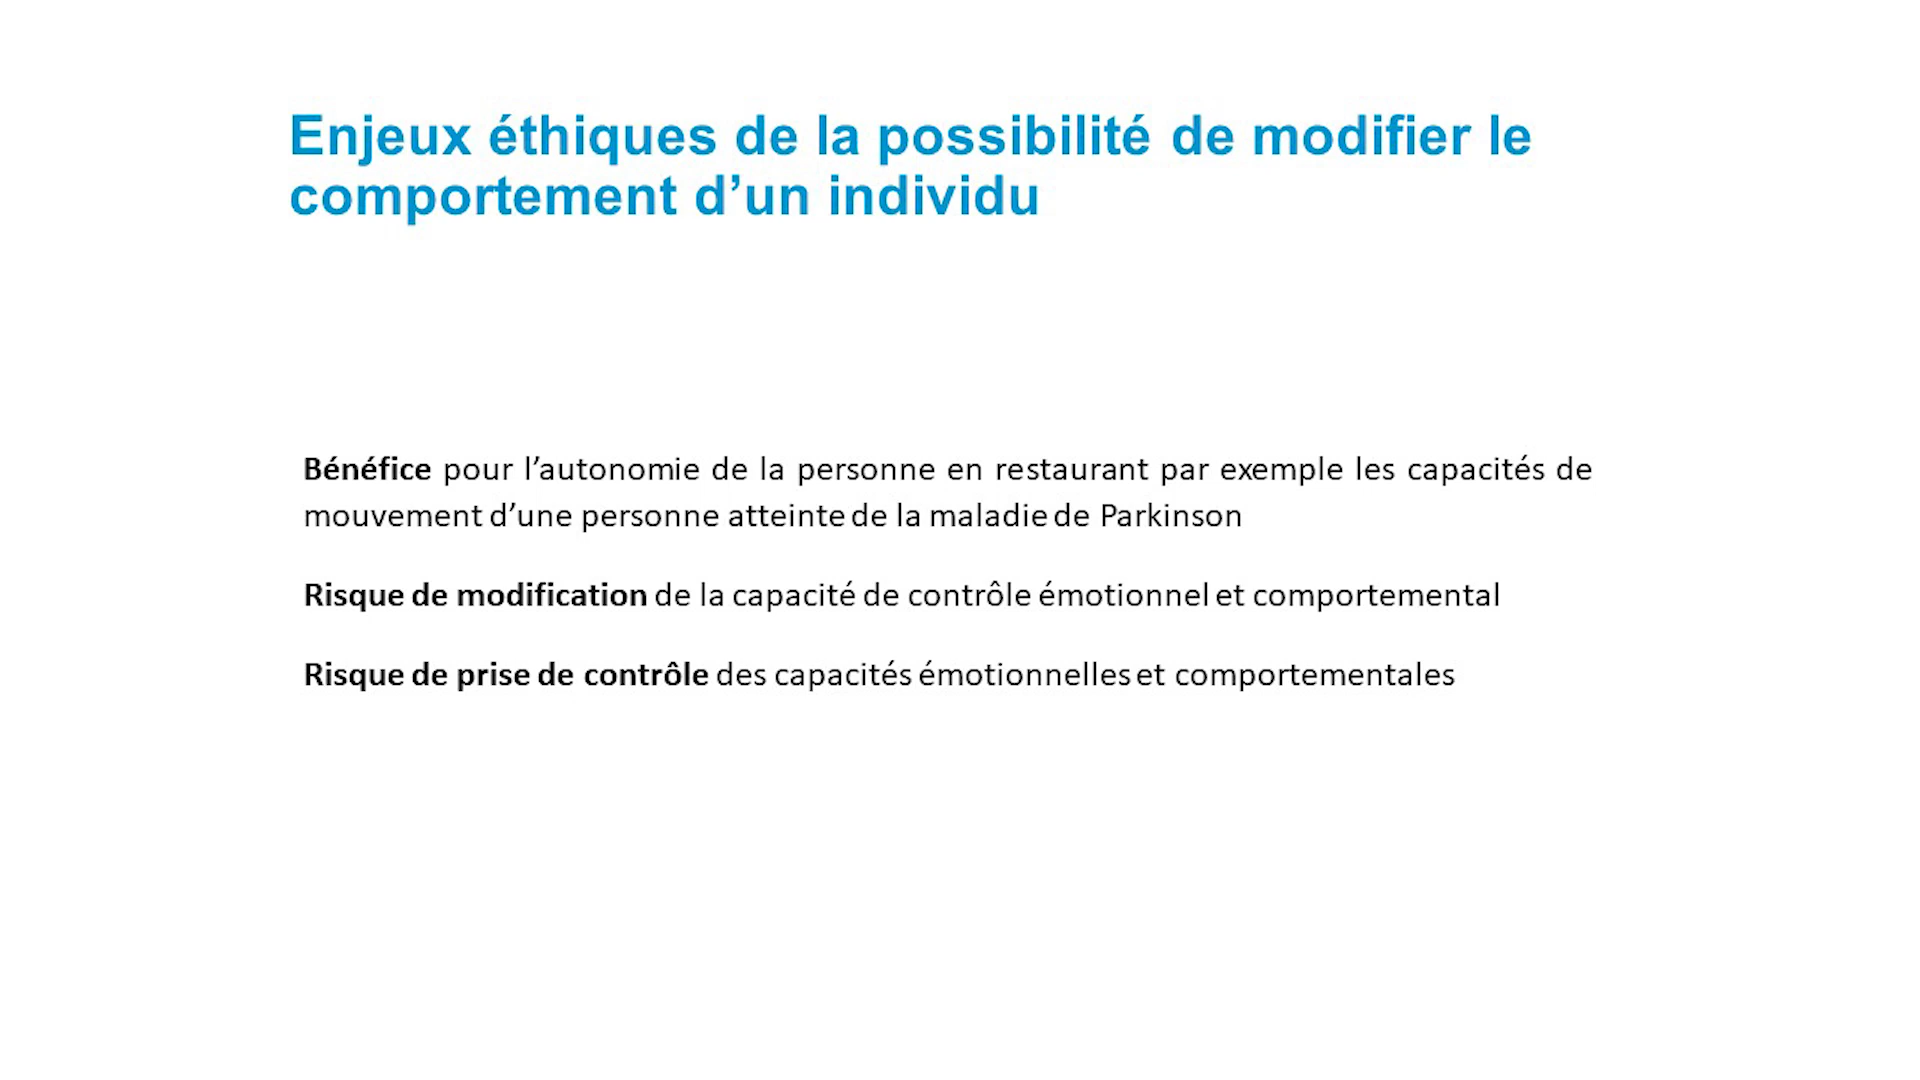 Enjeux éthiques de la possibilité de modifier le
comportement d’un individu
Bénéfice pour l’autonomie de la personne en restaurant par exemple les capacités de
mouvement d’une personne atteinte de la maladie de Parkinson
Risque de modification de la capacité de contrôle émotionnel et comportemental
Risque de prise de contrôle des capacités émotionnelles et comportementales